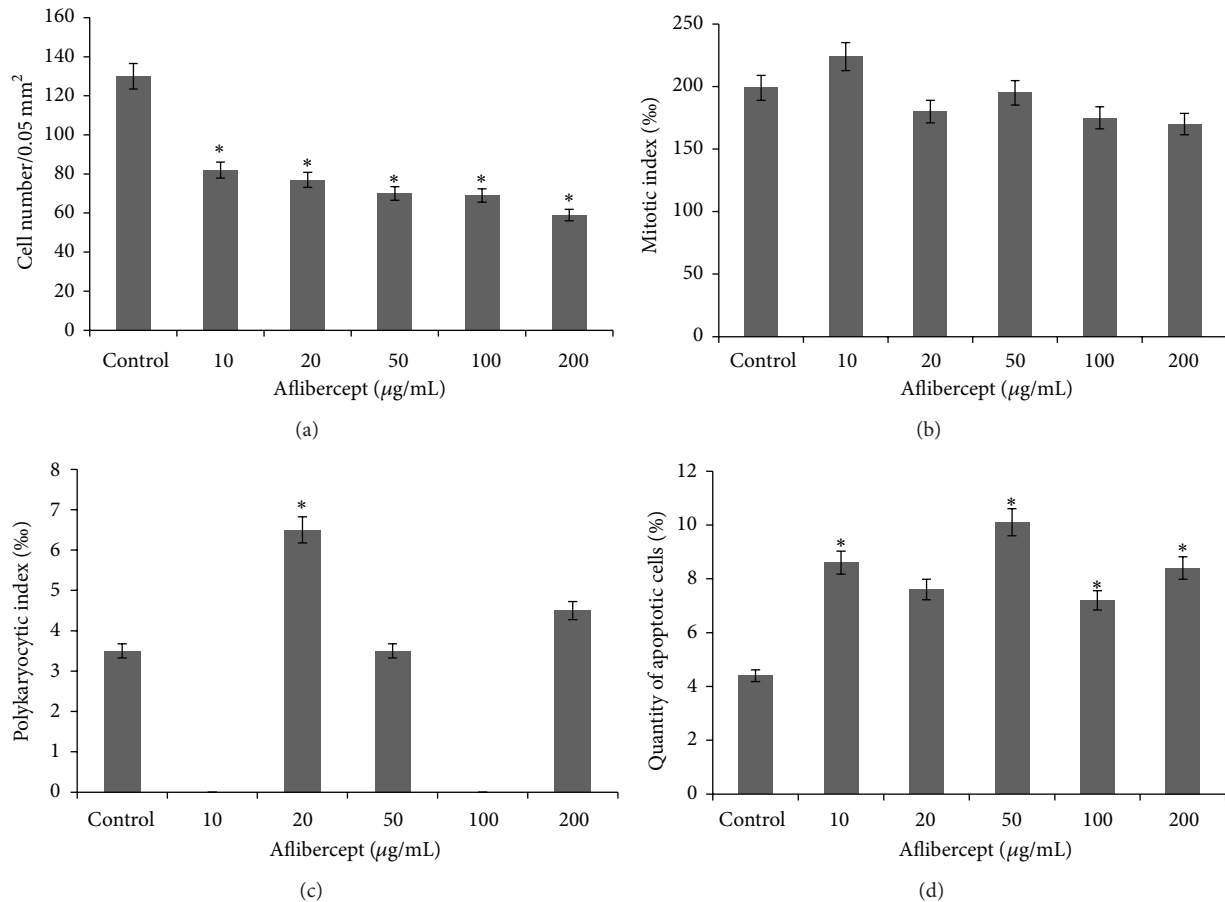 160
140
120
100
80
60
40
20
0
Cell number/0.05 mm²
*
*
*
*
*
Control 10 20 50 100 200
Aflibercept (μg/mL)
(a)
250
200
150
100
50
0
Mitotic index (‰)
Control 10 20 50 100 200
Aflibercept (μg/mL)
(b)
8
7
6
5
4
3
2
1
0
Polykaryocytic index (‰)
*
Control 10 20 50 100 200
Aflibercept (μg/mL)
(c)
12
10
8
6
4
2
0
Quantity of apoptotic cells (%)
*
*
*
*
Control 10 20 50 100 200
Aflibercept (μg/mL)
(d)